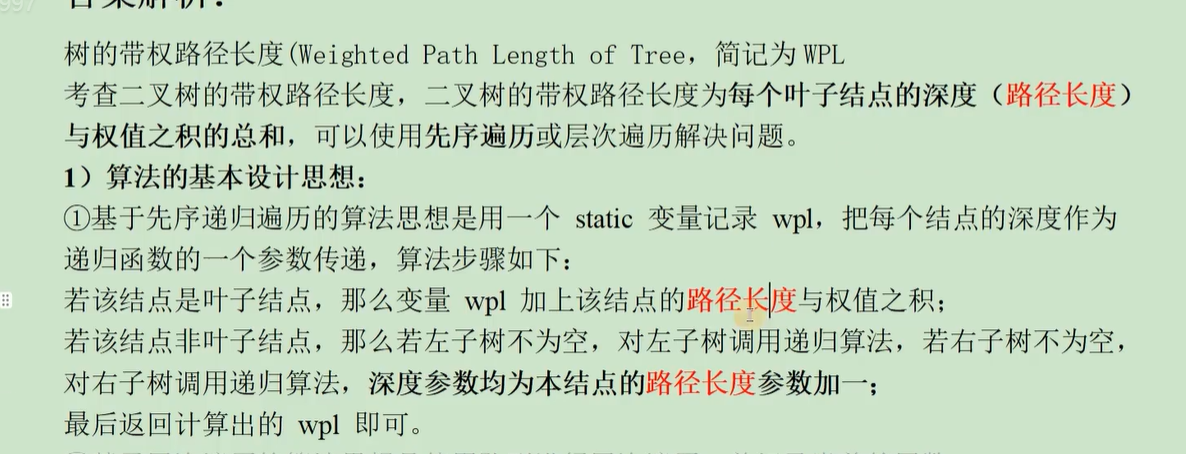 答案解析：
树的带权路径长度(Weighted Path Length of Tree，简记为WPL
考查二叉树的带权路径长度，二叉树的带权路径长度为每个叶子结点的深度（路径长度）
与权值之积的总和，可以使用先序遍历或层次遍历解决问题。
1）算法的基本设计思想：
①基于先序递归遍历的算法思想是用一个 static 变量记录 wpl，把每个结点的深度作为
递归函数的一个参数传递，算法步骤如下：
若该结点是叶子结点，那么变量 wpl 加上该结点的路径长度与权值之积；
若该结点非叶子结点，那么若左子树不为空，对左子树调用递归算法，若右子树不为空，
对右子树调用递归算法，深度参数均为本结点的路径长度参数加一；
最后返回计算出的 wpl 即可。